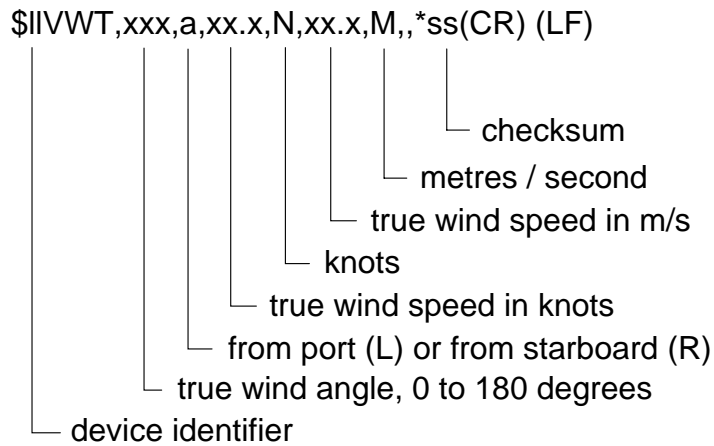 $IIVWT,xxx,a,xx.x,N,xx.x,M,,*ss(CR) (LF)
checksum
metres / second
true wind speed in m/s
knots
true wind speed in knots
from port (L) or from starboard (R)
true wind angle, 0 to 180 degrees
device identifier